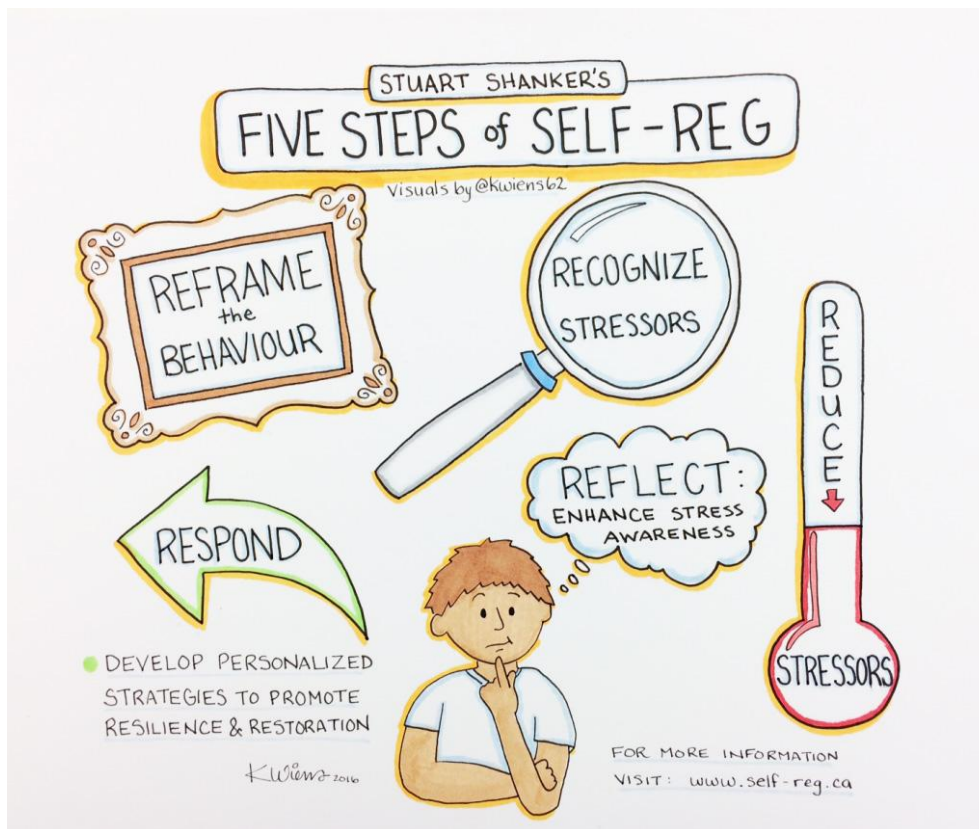 STUART SHANKER'S
FIVE STEPS of SELF-REG
Visuals by @kwiens62
REFRAME
the
BEHAVIOUR
RECOGNIZE
STRESSORS
REDUCE
STRESSORS
REFLECT:
ENHANCE STRESS
AWARENESS
RESPOND
DEVELOP PERSONALIZED
STRATEGIES TO PROMOTE
RESILIENCE & RESTORATION
KWiens 2016
FOR MORE INFORMATION
VISIT: www.self-reg.ca